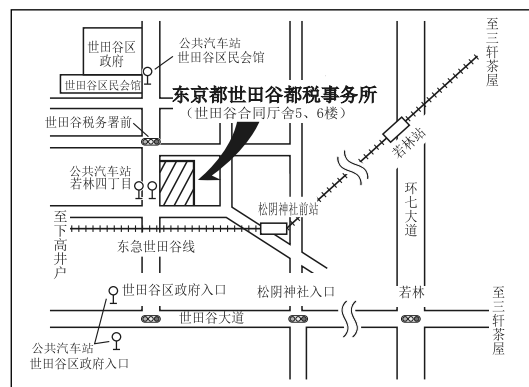 公共汽车站
世田谷区民会馆
世田谷区
政府
世田谷区民会馆
至三轩茶屋
东京都世田谷都税事务所
(世田谷合同厅舍5、6楼)
世田谷税务署前
若林站
公共汽车站
若林四丁目
环七大道
松阴神社前站
至下高井户
东急世田谷线
世田谷区政府入口
松阴神社入口
若林
至三轩茶屋
世田谷大道
公共汽车站
世田谷区政府入口